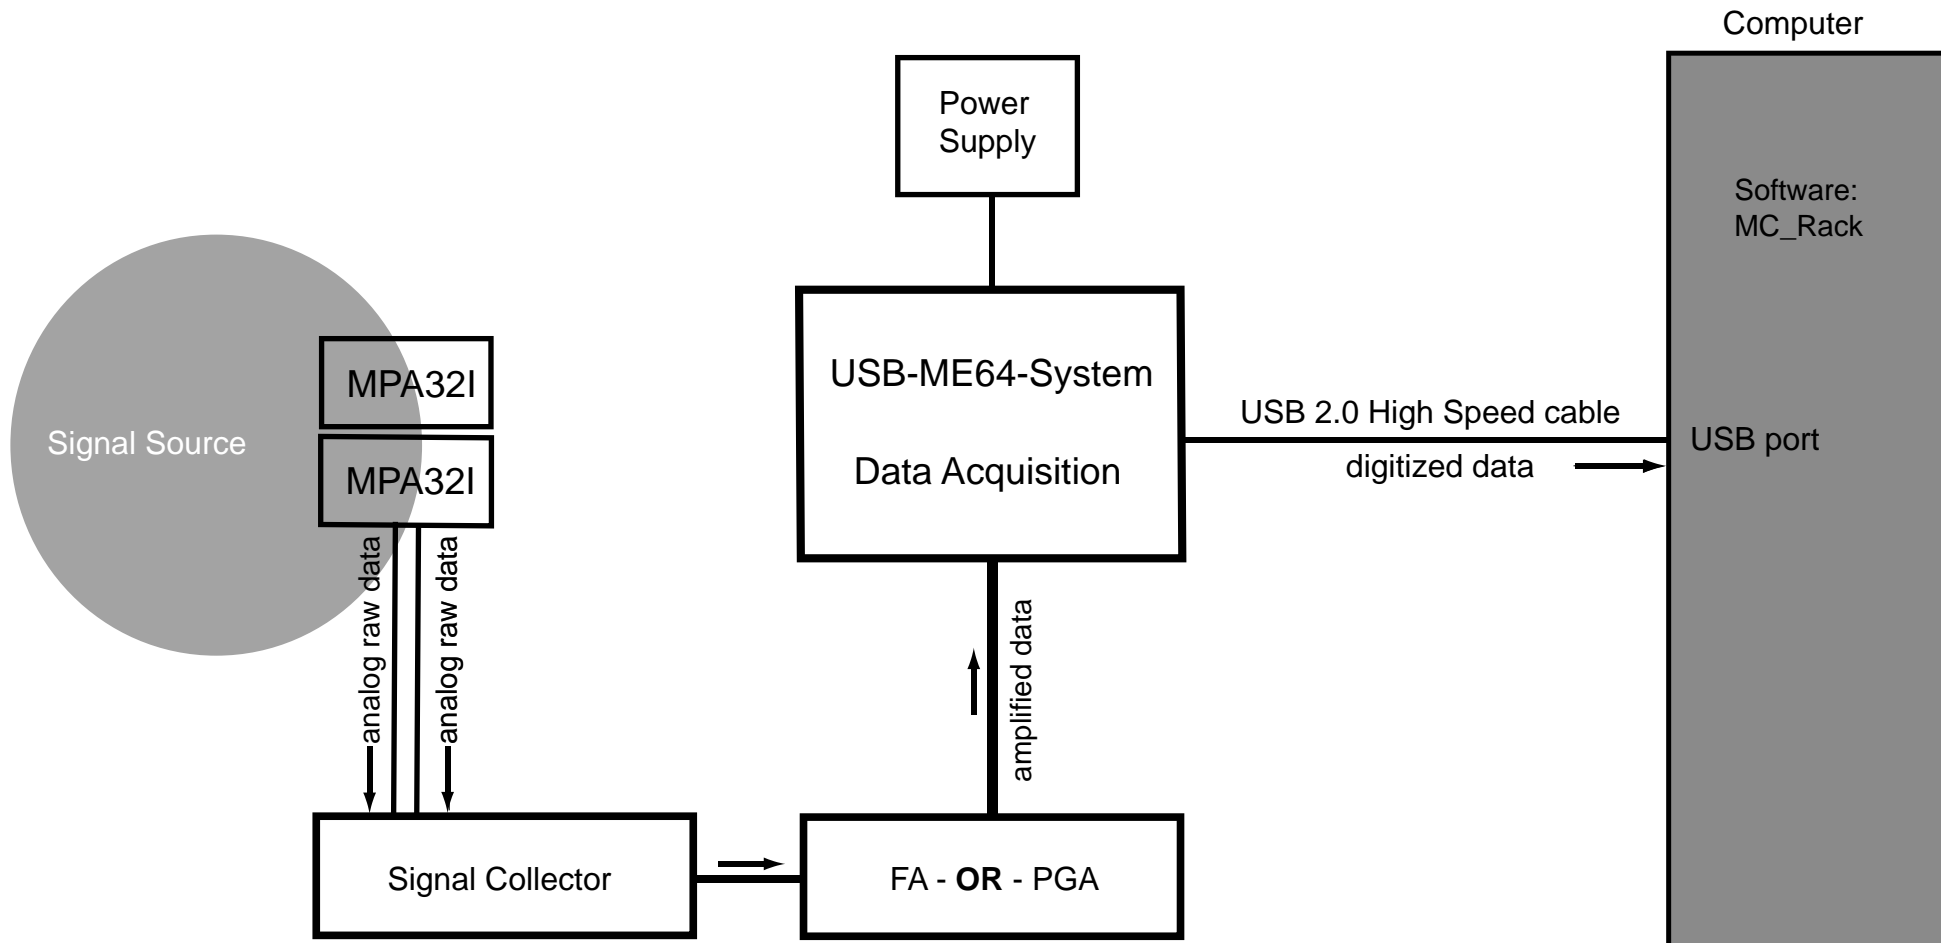 Computer
Power
Supply
Software:
MC_Rack
MPA32I
Signal Source
MPA32I
USB-ME64-System
Data Acquisition
USB 2.0 High Speed cable
digitized data
USB port
analog raw data
analog raw data
amplified data
Signal Collector
FA - OR - PGA